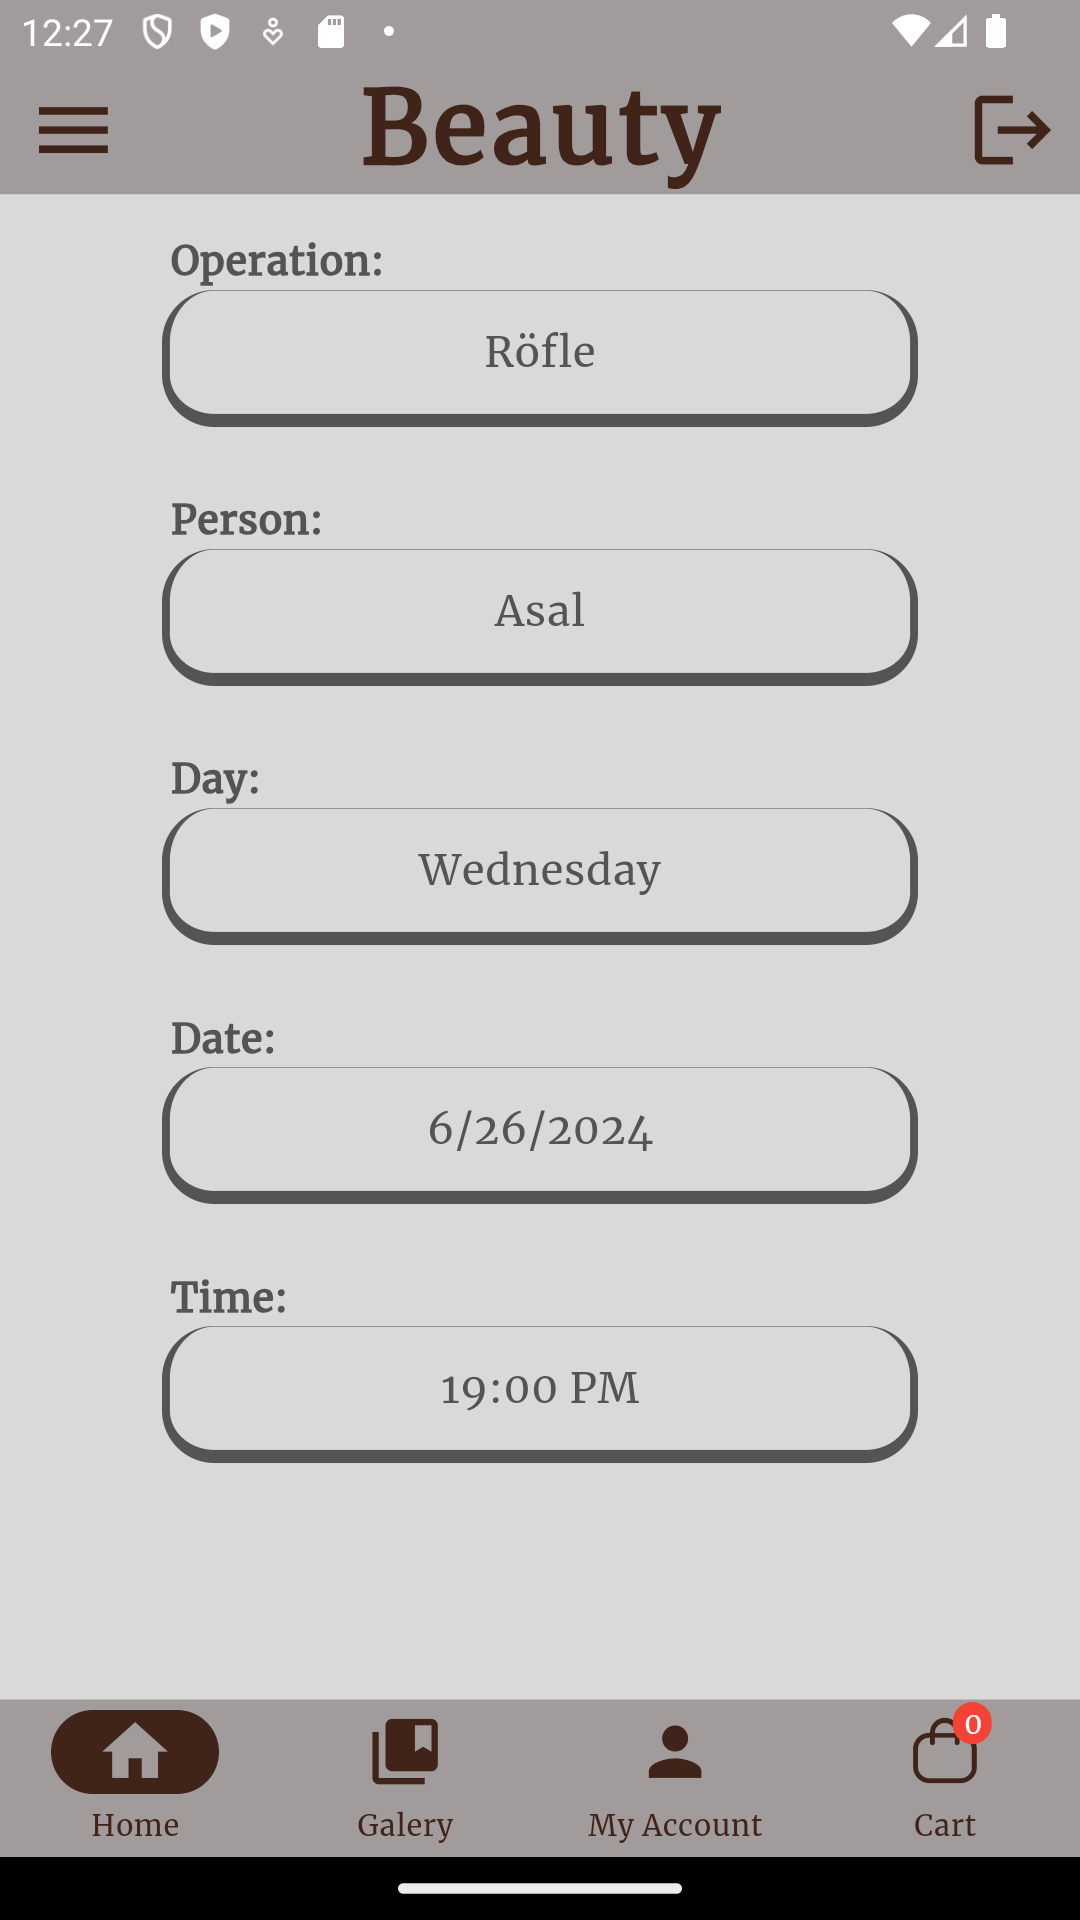 12:27
Beauty
Operation:
Röfle
Person:
Asal
Day:
Wednesday
Date:
6/26/2024
Time:
19:00 PM
0
Home Galery My Account Cart